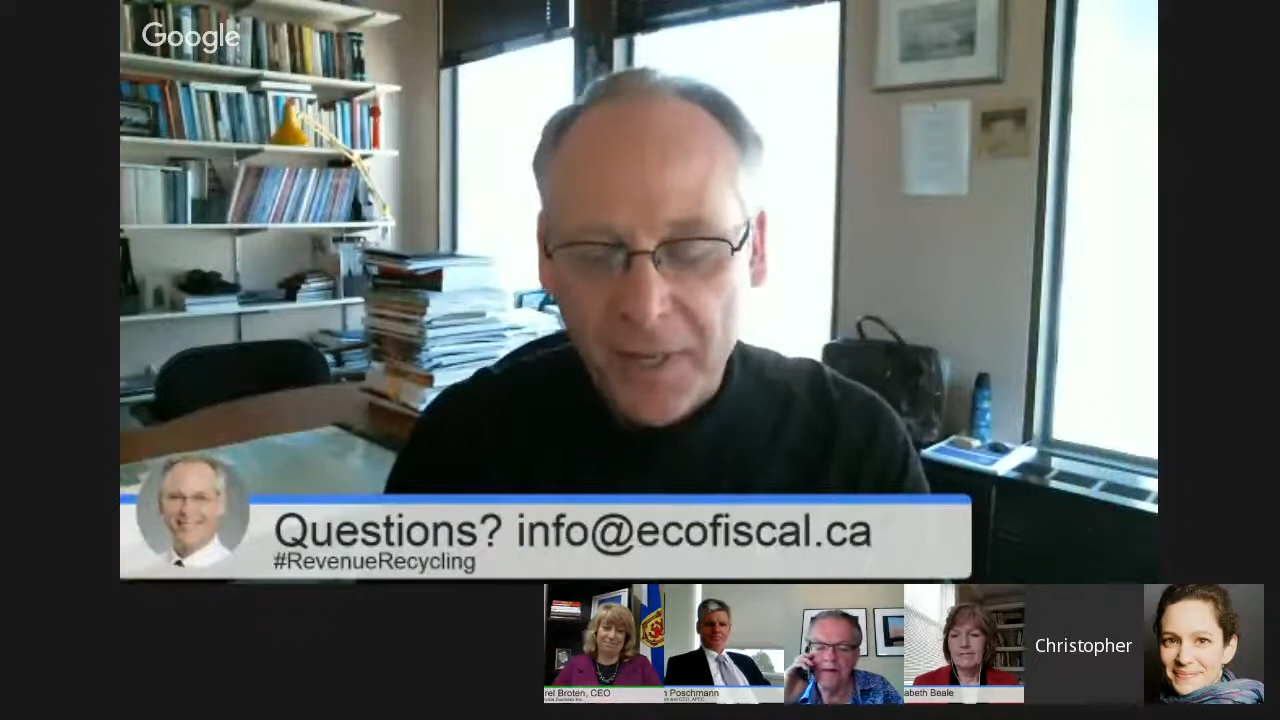 Google
Questions? info@ecofiscal.ca
#RevenueRecycling
rel Broten, CEO
n Poschmann
abeth Beale
Christopher